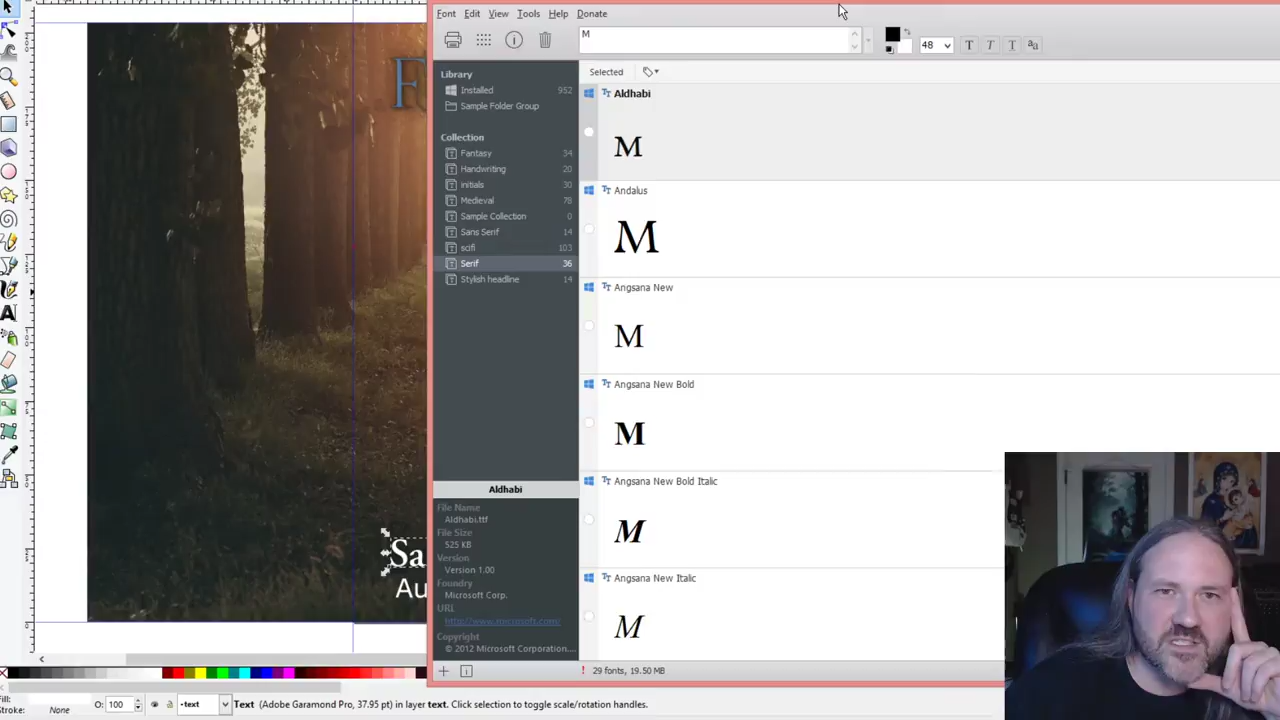 Font Edit View Tools Help Donate
M
48
Library
Installed 952
Sample Folder Group
Collection
Fantasy 34
Handwriting 20
initials 30
Medieval 78
Sample Collection 0
Sans Serif 14
scifi 103
Serif 36
Stylish headline 14
Aldhabi
File Name
Aldhabi.ttf
File Size
525 KB
Version
Version 1.00
Foundry
Microsoft Corp.
URL
http://www.microsoft.com/
Copyright
© 2012 Microsoft Corporation....
Selected
Aldhabi
M
Andalus
M
Angsana New
M
Angsana New Bold
M
Angsana New Bold Italic
M
Angsana New Italic
M
29 fonts, 19.50 MB
Sa
Au
Fill:
Stroke: None
O: 100
text
Text (Adobe Garamond Pro, 37.95 pt) in layer text. Click selection to toggle scale/rotation handles.